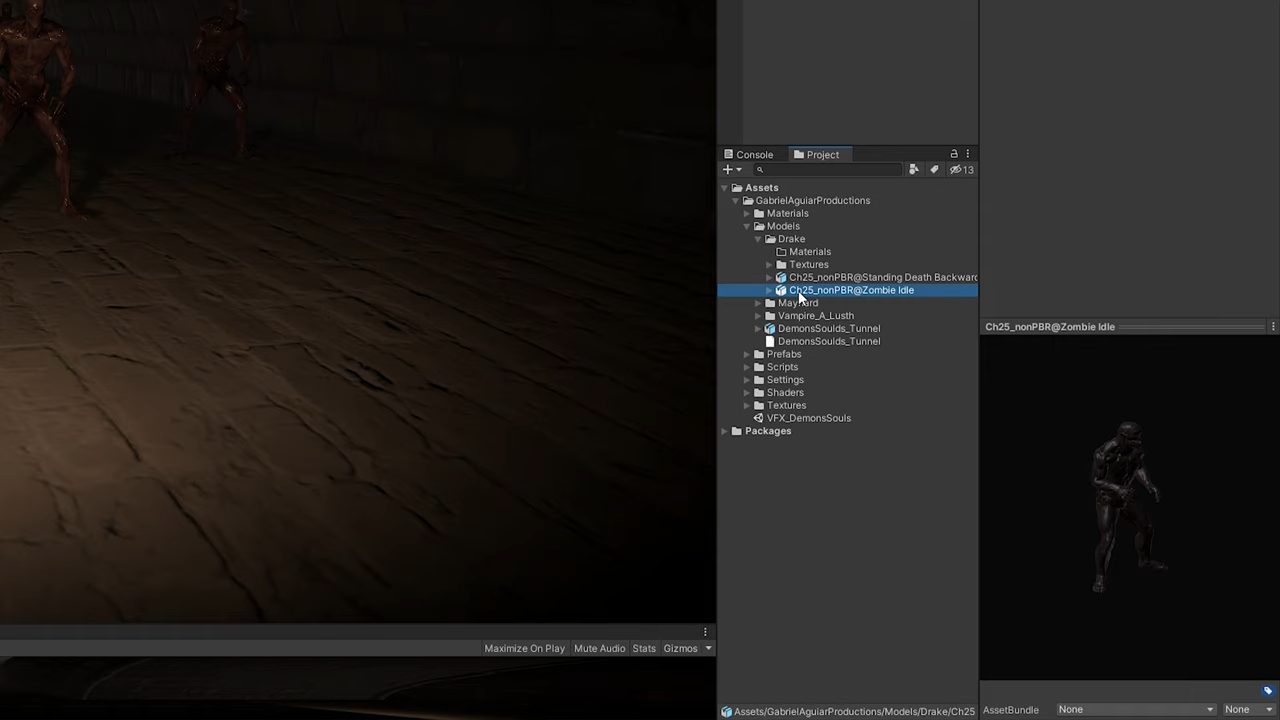 Console
Project
13
Assets
GabrielAguiarProductions
Materials
Models
Drake
Materials
Textures
Ch25_nonPBR@Standing Death Backward
Ch25_nonPBR@Zombie Idle
Maynard
Vampire_A_Lusth
DemonsSoulds_Tunnel
DemonsSoulds_Tunnel
Prefabs
Scripts
Settings
Shaders
Textures
VFX_DemonsSouls
Packages
Ch25_nonPBR@Zombie Idle
Maximize On Play
Mute Audio
Stats
Gizmos
Assets/GabrielAguiarProductions/Models/Drake/Ch25
AssetBundle
None
None